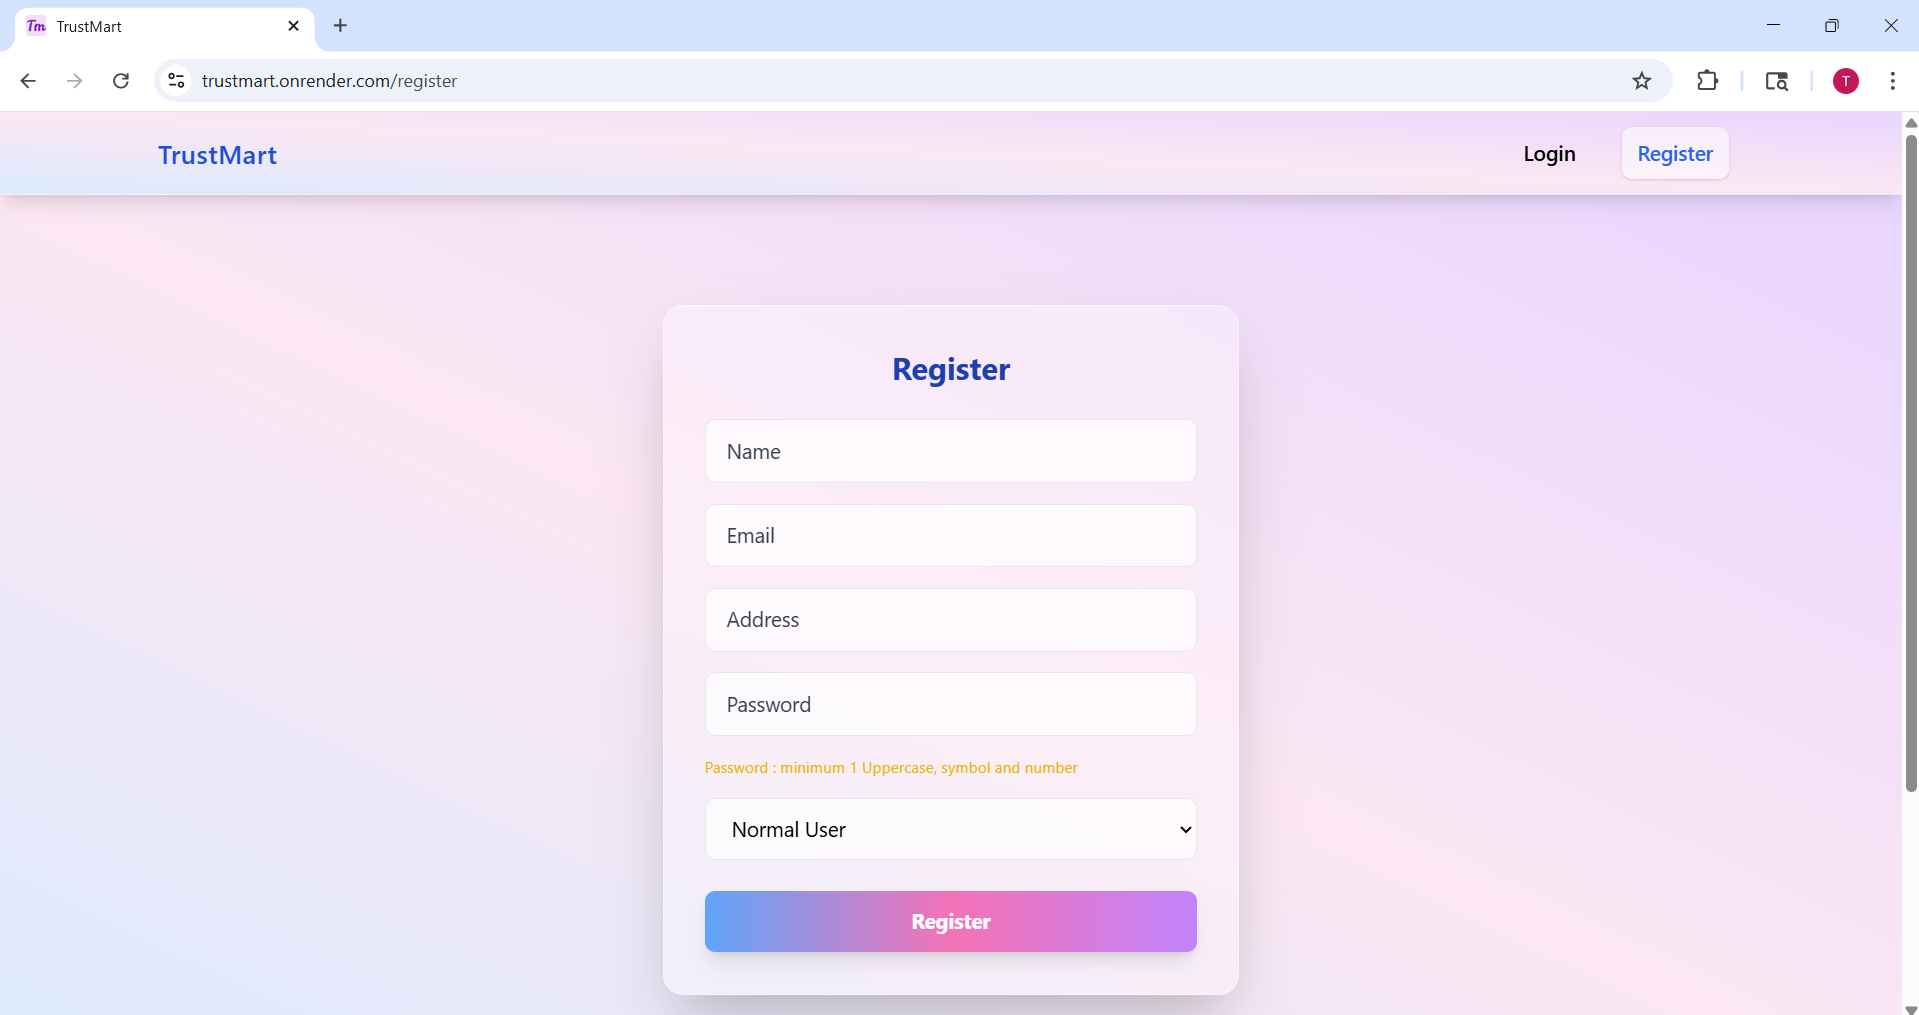 Tm TrustMart
trustmart.onrender.com/register
T
TrustMart
Login
Register
Register
Name
Email
Address
Password
Password : minimum 1 Uppercase, symbol and number
Normal User
Register